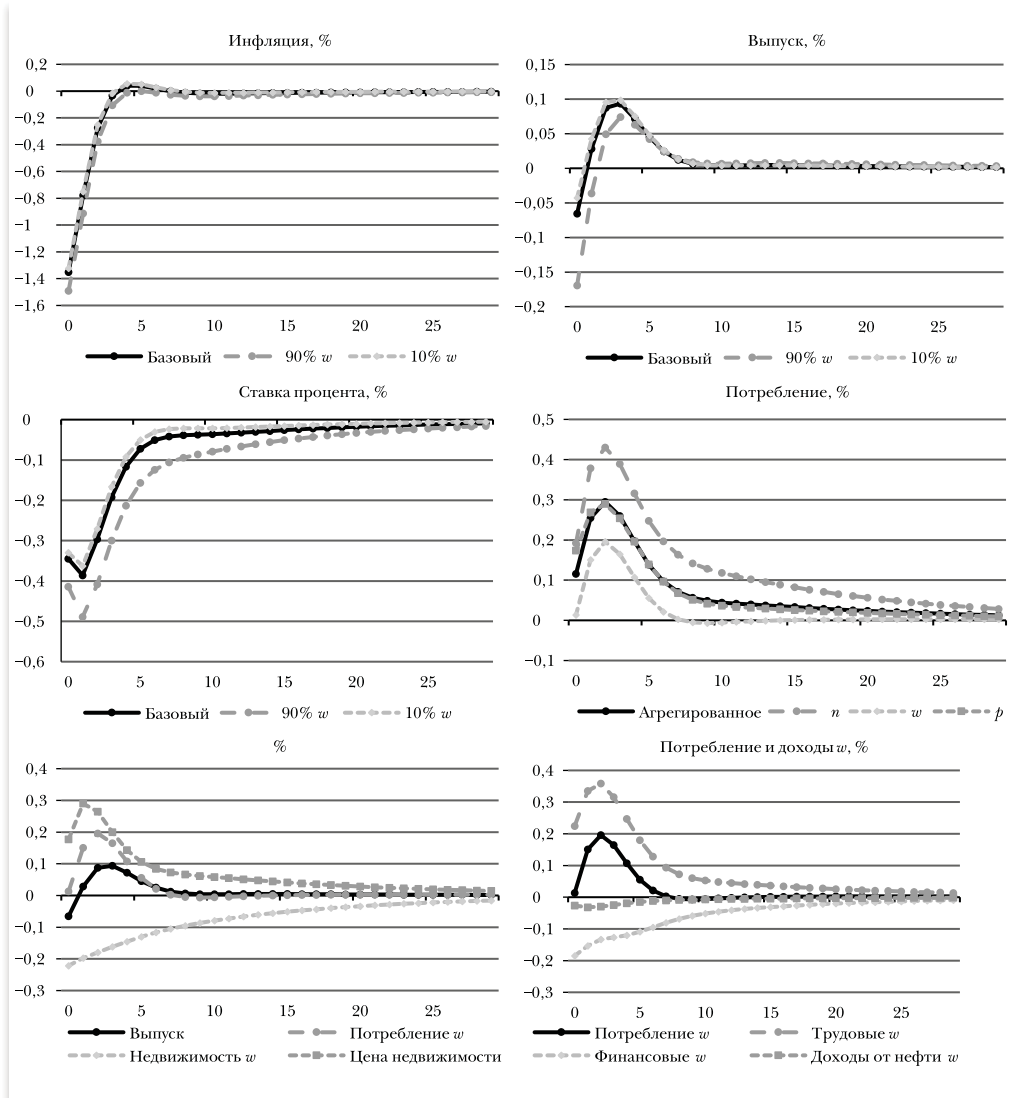 Инфляция, %
0,2
0
−0,2
−0,4
−0,6
−0,8
−1
−1,2
−1,4
−1,6
0 5 10 15 20 25
Базовый 90% w 10% w
Выпуск, %
0,15
0,1
0,05
0
−0,05
−0,1
−0,15
−0,2
0 5 10 15 20 25
Базовый 90% w 10% w
Ставка процента, %
0
−0,1
−0,2
−0,3
−0,4
−0,5
−0,6
0 5 10 15 20 25
Базовый 90% w 10% w
Потребление, %
0,5
0,4
0,3
0,2
0,1
0
−0,1
0 5 10 15 20 25
Агрегированное n w p
%
0,4
0,3
0,2
0,1
0
−0,1
−0,2
−0,3
0 5 10 15 20 25
Выпуск Потребление w
Недвижимость w Цена недвижимости
Потребление и доходы w, %
0,4
0,3
0,2
0,1
0
−0,1
−0,2
−0,3
0 5 10 15 20 25
Потребление w Трудовые w
Финансовые w Доходы от нефти w